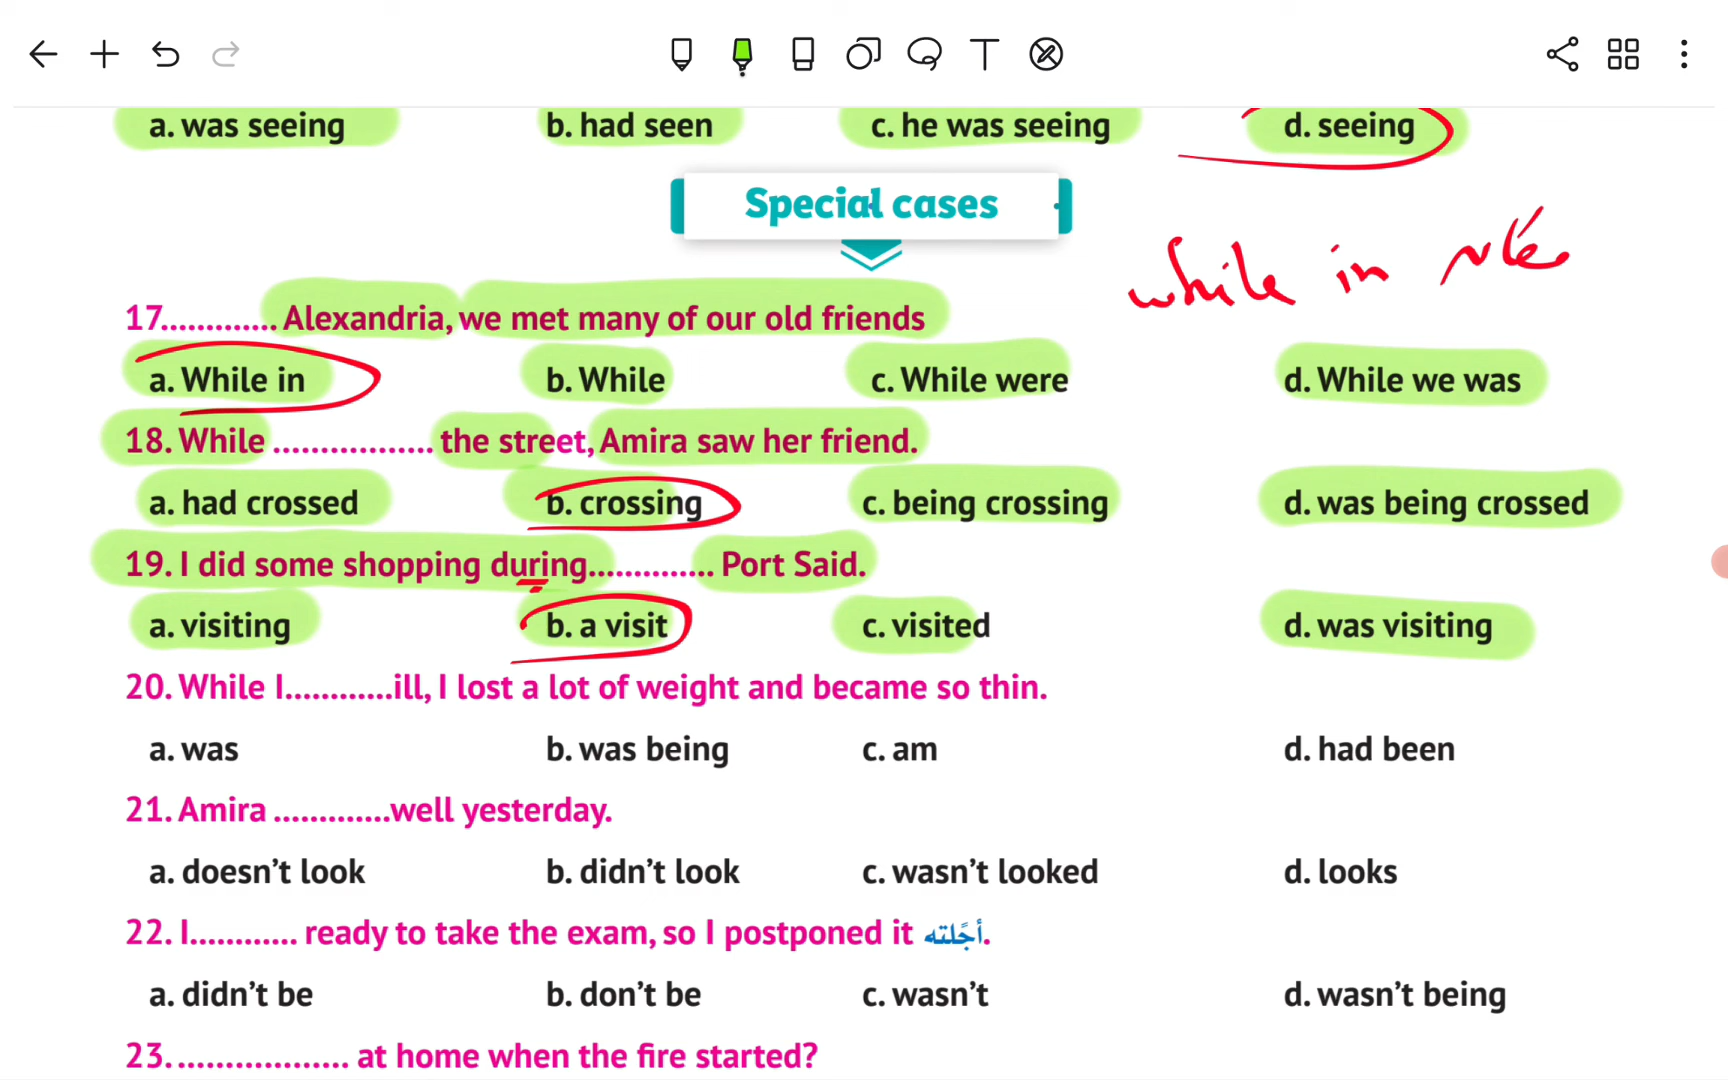 a. was seeing b. had seen c. he was seeing d. seeing
Special cases
while in
17............. Alexandria, we met many of our old friends
a. While in b. While c. While were d. While we was
18. While ................. the street, Amira saw her friend.
a. had crossed b. crossing c. being crossing d. was being crossed
19. I did some shopping during............. Port Said.
a. visiting b. a visit c. visited d. was visiting
20. While I............ill, I lost a lot of weight and became so thin.
a. was b. was being c. am d. had been
21. Amira .............well yesterday.
a. doesn't look b. didn't look c. wasn't looked d. looks
22. I............ ready to take the exam, so I postponed it أجًلته.
a. didn't be b. don't be c. wasn't d. wasn't being
23. .................. at home when the fire started?